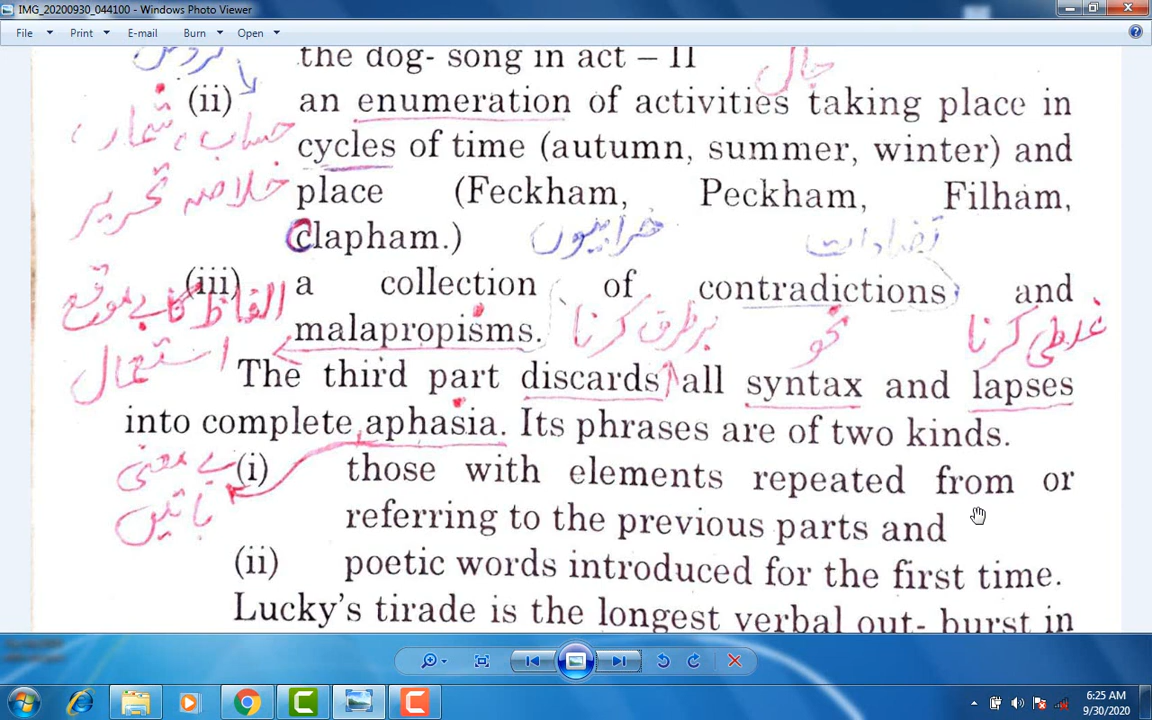 IMG_20200930_044100 - Windows Photo Viewer
File Print E-mail Burn Open
the dog- song in act – II
جال
(ii) an enumeration of activities taking place in
حساب، شمار،
cycles of time (autumn, summer, winter) and
خلاصہ تحریر
place (Feckham, Peckham, Filham,
clapham.)
خرابیوں تضادات
(iii) a collection of contradictions and
الفاظ کا بے موقع
malapropisms.
استعمال
برطرف کرنا نحو غلطی کرنا
The third part discards all syntax and lapses
into complete aphasia. Its phrases are of two kinds.
بے معنی
باتیں
(i) those with elements repeated from or
referring to the previous parts and
(ii) poetic words introduced for the first time.
Lucky's tirade is the longest verbal out- burst in
6:25 AM
9/30/2020